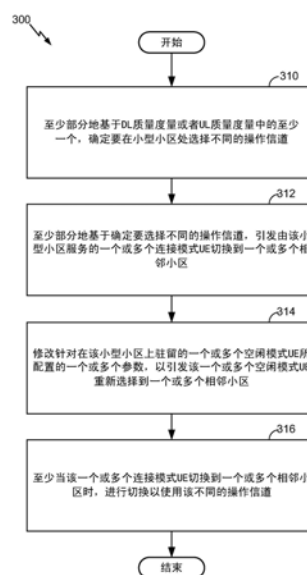 300
开始
310
至少部分地基于DL质量度量或者UL质量度量中的至少
一个，确定要在小型小区处选择不同的操作信道
312
至少部分基于确定要选择不同的操作信道，引发由该小
型小区服务的一个或多个连接模式UE切换到一个或多个相
邻小区
314
修改针对在该小型小区上驻留的一个或多个空闲模式UE所
配置的一个或多个参数，以引发该一个或多个空闲模式UE
重新选择到一个或多个相邻小区
316
至少当该一个或多个连接模式UE切换到一个或多个相邻小
区时，进行切换以使用该不同的操作信道
结束